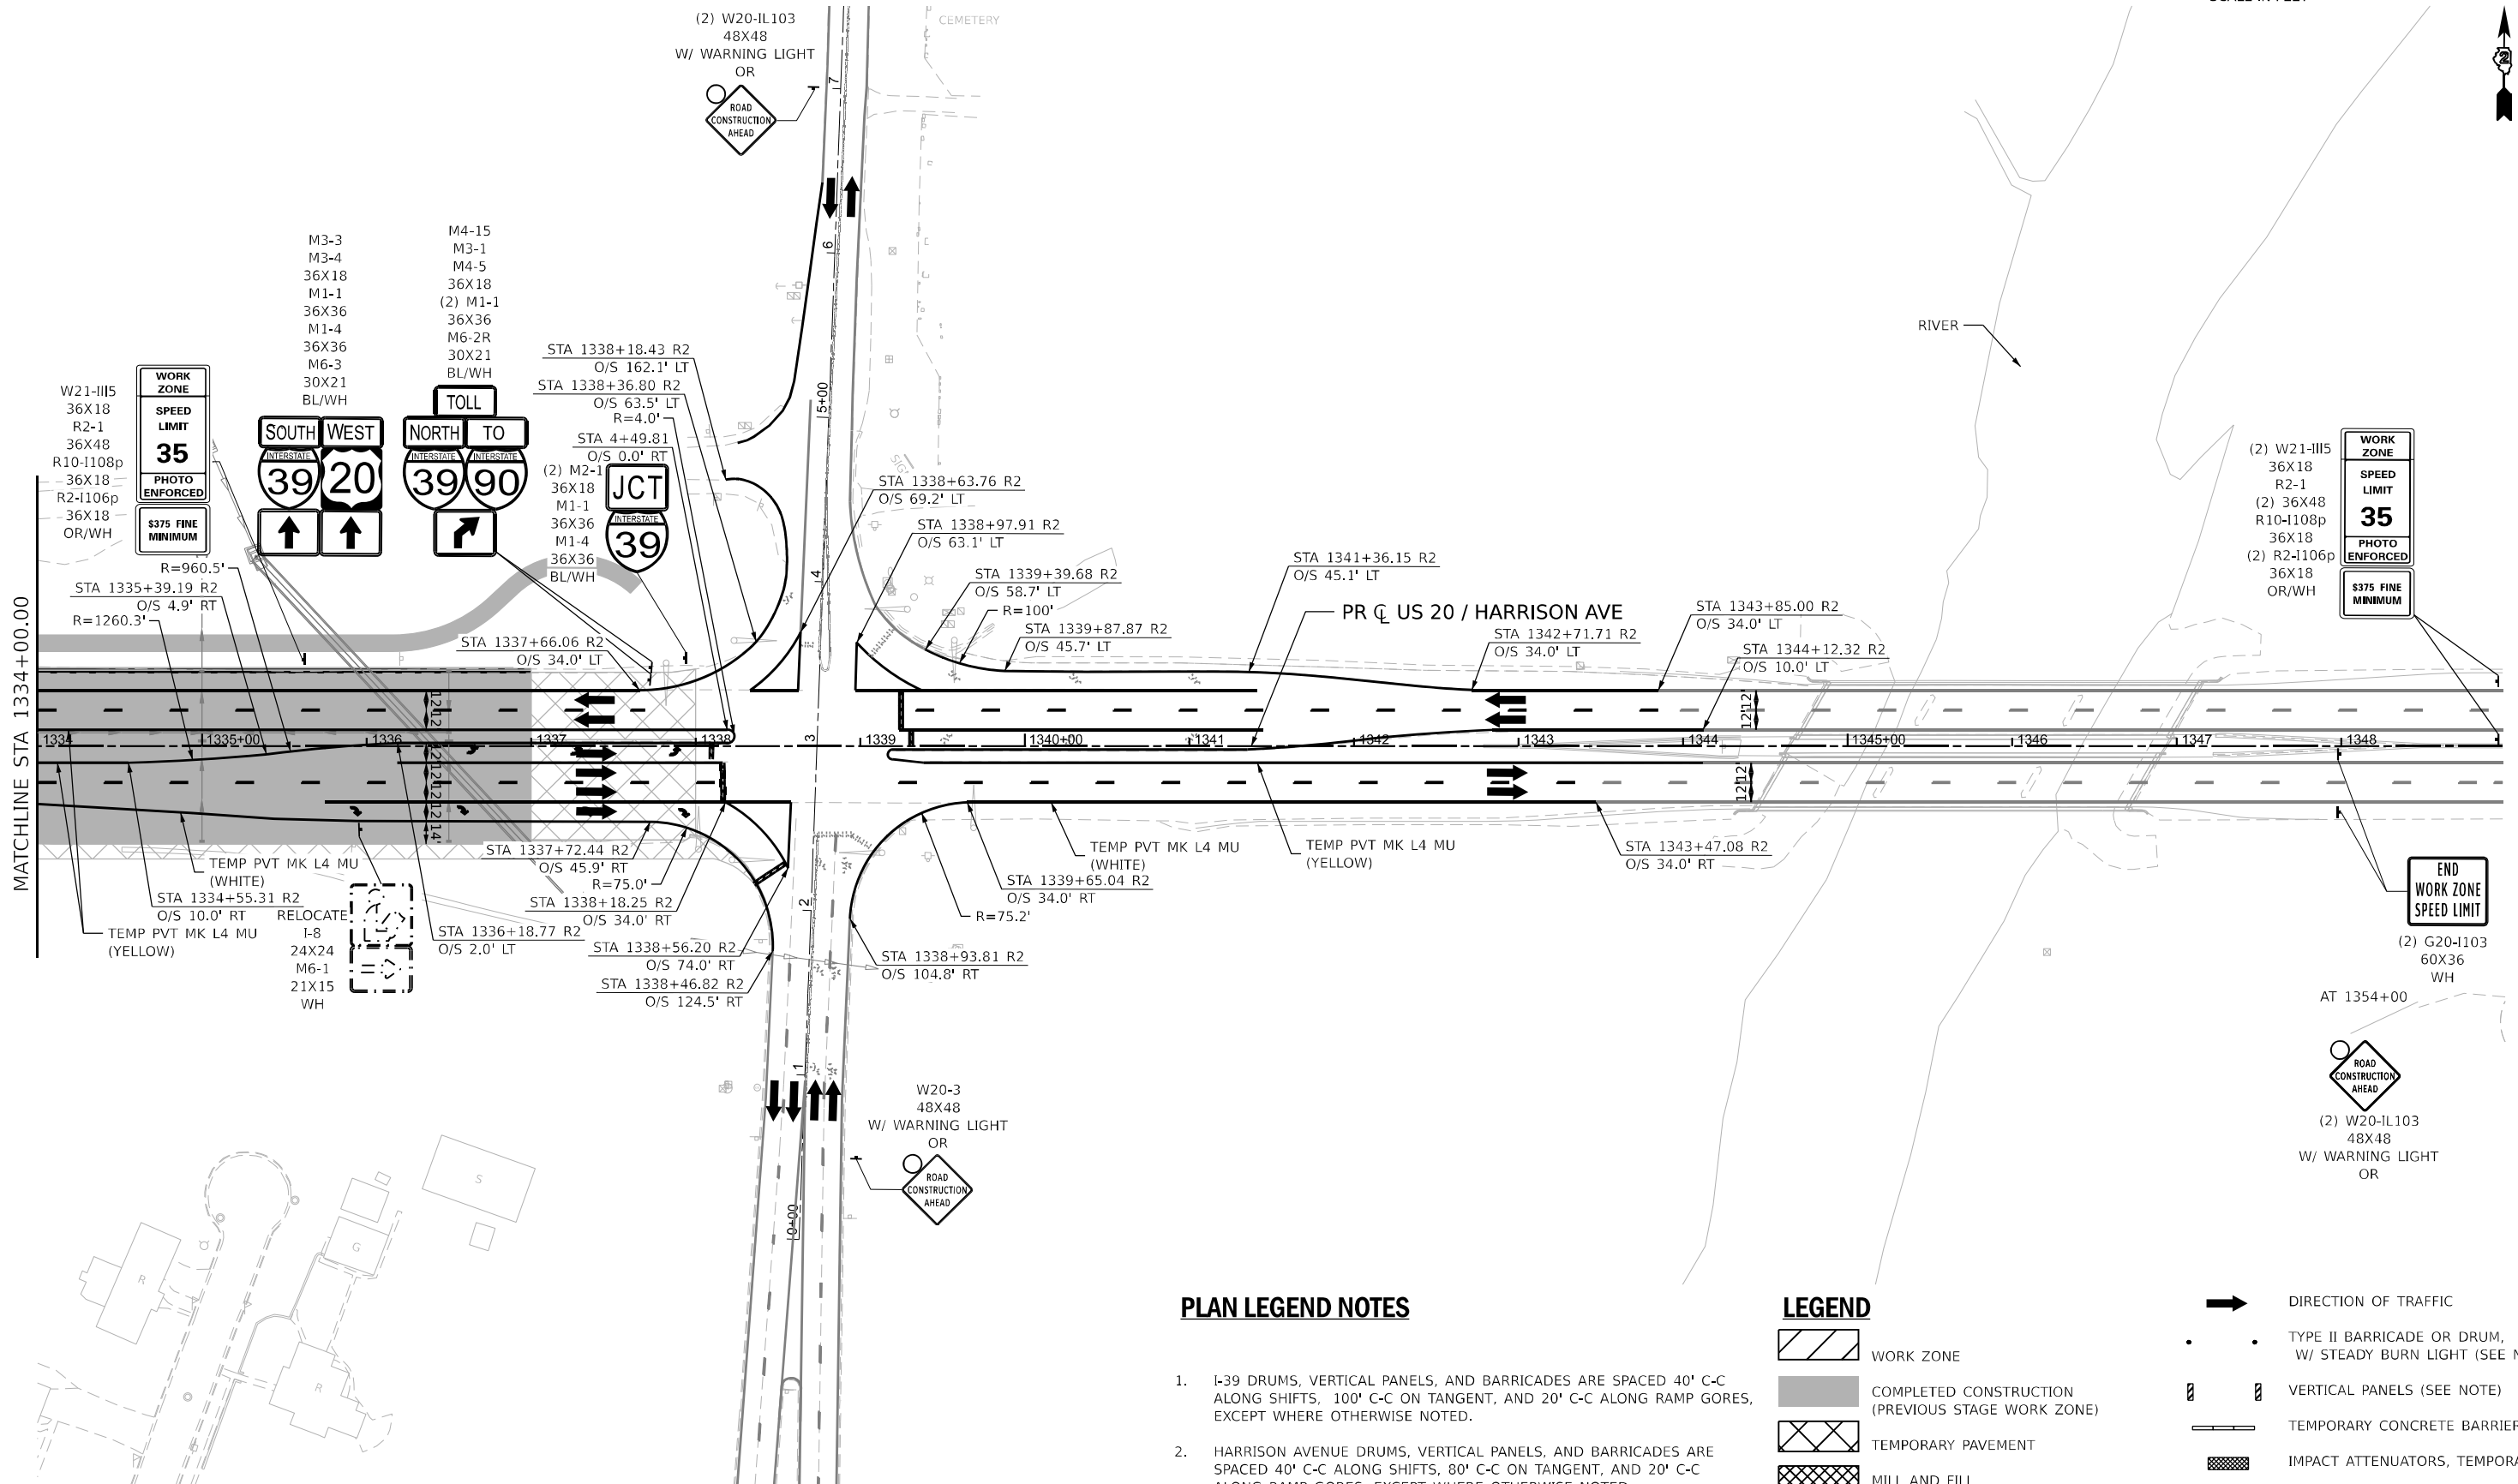 (2) W20-IL103
48X48
W/ WARNING LIGHT
OR
ROAD
CONSTRUCTION
AHEAD
CEMETERY
2
7
6
5+00
4
3
2
1
0+00
M3-3
M3-4
36X18
M1-1
36X36
M1-4
36X36
M6-3
30X21
BL/WH
M4-15
M3-1
M4-5
36X18
(2) M1-1
36X36
M6-2R
30X21
BL/WH
W21-III5
36X18
R2-1
36X48
R10-I108p
36X18
R2-I106p
36X18
OR/WH
WORK
ZONE
SPEED
LIMIT
35
PHOTO
ENFORCED
$375 FINE
MINIMUM
SOUTH WEST
INTERSTATE
39 20
TOLL
NORTH TO
INTERSTATE INTERSTATE
39 90
(2) M2-1
36X18
M1-1
36X36
M1-4
36X36
BL/WH
JCT
INTERSTATE
39
STA 1338+18.43 R2
O/S 162.1' LT
STA 1338+36.80 R2
O/S 63.5' LT
R=4.0'
STA 4+49.81
O/S 0.0' RT
STA 1338+63.76 R2
O/S 69.2' LT
STA 1338+97.91 R2
O/S 63.1' LT
STA 1339+39.68 R2
O/S 58.7' LT
R=100'
STA 1339+87.87 R2
O/S 45.7' LT
STA 1341+36.15 R2
O/S 45.1' LT
PR ℄ US 20 / HARRISON AVE
STA 1342+71.71 R2
O/S 34.0' LT
STA 1343+85.00 R2
O/S 34.0' LT
STA 1344+12.32 R2
O/S 10.0' LT
RIVER
(2) W21-III5
36X18
R2-1
(2) 36X48
R10-I108p
36X18
(2) R2-I106p
36X18
OR/WH
WORK
ZONE
SPEED
LIMIT
35
PHOTO
ENFORCED
$375 FINE
MINIMUM
MATCHLINE STA 1334+00.00
R=960.5'
STA 1335+39.19 R2
O/S 4.9' RT
R=1260.3'
STA 1337+66.06 R2
O/S 34.0' LT
1334 1335+00 1336 1337 1338 1339 1340+00 1341 1342 1343 1344 1345+00 1346 1347 1348
12' 12'
12' 12' 12' 14'
12' 12'
12' 12'
TEMP PVT MK L4 MU
(WHITE)
STA 1334+55.31 R2
O/S 10.0' RT
TEMP PVT MK L4 MU
(YELLOW)
RELOCATE
I-8
24X24
M6-1
21X15
WH
STA 1336+18.77 R2
O/S 2.0' LT
STA 1337+72.44 R2
O/S 45.9' RT
R=75.0'
STA 1338+18.25 R2
O/S 34.0' RT
STA 1338+56.20 R2
O/S 74.0' RT
STA 1338+46.82 R2
O/S 124.5' RT
STA 1338+93.81 R2
O/S 104.8' RT
R=75.2'
STA 1339+65.04 R2
O/S 34.0' RT
TEMP PVT MK L4 MU
(WHITE)
TEMP PVT MK L4 MU
(YELLOW)
STA 1343+47.08 R2
O/S 34.0' RT
END
WORK ZONE
SPEED LIMIT
(2) G20-I103
60X36
WH
AT 1354+00
ROAD
CONSTRUCTION
AHEAD
(2) W20-IL103
48X48
W/ WARNING LIGHT
OR
W20-3
48X48
W/ WARNING LIGHT
OR
ROAD
CONSTRUCTION
AHEAD
S
G
R
R
PLAN LEGEND NOTES
1. I-39 DRUMS, VERTICAL PANELS, AND BARRICADES ARE SPACED 40' C-C
ALONG SHIFTS, 100' C-C ON TANGENT, AND 20' C-C ALONG RAMP GORES,
EXCEPT WHERE OTHERWISE NOTED.
2. HARRISON AVENUE DRUMS, VERTICAL PANELS, AND BARRICADES ARE
SPACED 40' C-C ALONG SHIFTS, 80' C-C ON TANGENT, AND 20' C-C
LEGEND
WORK ZONE
COMPLETED CONSTRUCTION
(PREVIOUS STAGE WORK ZONE)
TEMPORARY PAVEMENT
MILL AND FILL
DIRECTION OF TRAFFIC
TYPE II BARRICADE OR DRUM,
W/ STEADY BURN LIGHT (SEE
VERTICAL PANELS (SEE NOTE)
TEMPORARY CONCRETE BARRIER
IMPACT ATTENUATORS,